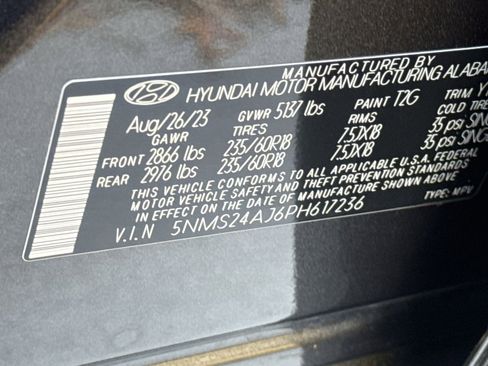 MANUFACTURED BY
HYUNDAI MOTOR MANUFACTURING ALABA
Aug/26/23 GVWR 5137 lbs PAINT T2G TRIM
GAWR TIRES RIMS COLD TIRE
FRONT 2866 lbs 235/60R18 7.5JX18 35 psi SING
REAR 2976 lbs 235/60R18 7.5JX18 35 psi SING
THIS VEHICLE CONFORMS TO ALL APPLICABLE U.S.A. FEDERAL
MOTOR VEHICLE SAFETY AND THEFT PREVENTION STANDARDS
IN EFFECT ON THE DATE OF MANUFACTURE SHOWN ABOVE
V.I.N 5NMS24AJ6PH617236 TYPE: MPV